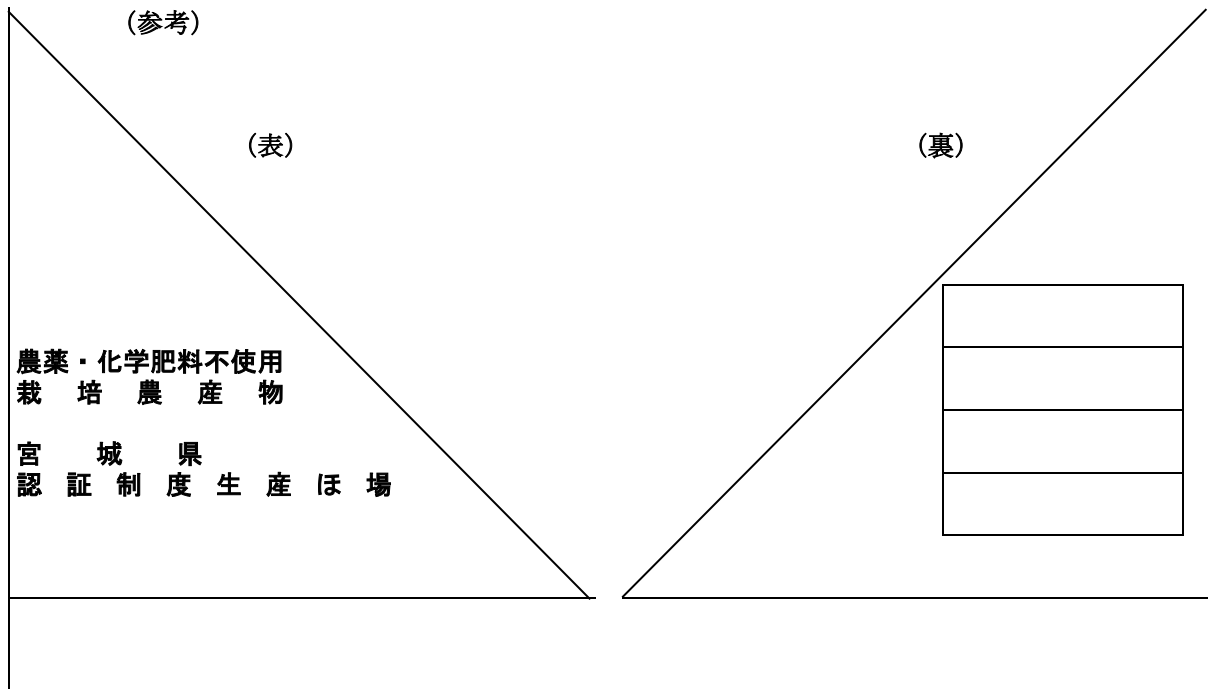 （参考）
（表）
（裏）
農薬・化学肥料不使用
栽培農産物
宮城県
認証制度生産ほ場